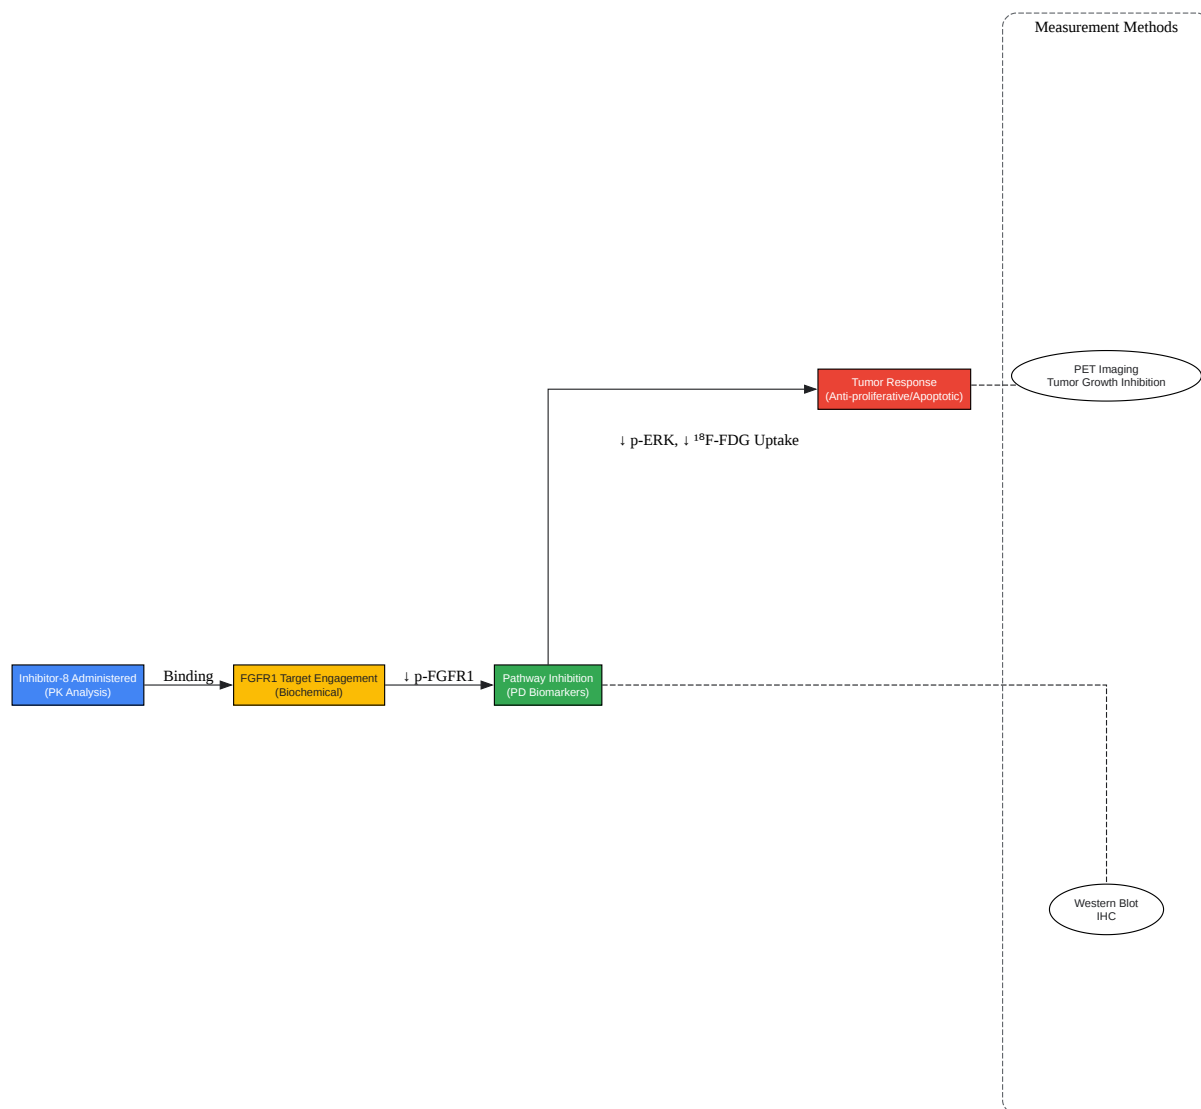 Measurement Methods
PET Imaging
Tumor Growth Inhibition
Tumor Response
(Anti-proliferative/Apoptotic)
↓ p-ERK, ↓ ¹⁸F-FDG Uptake
Inhibitor-8 Administered
(PK Analysis)
Binding
FGFR1 Target Engagement
(Biochemical)
↓ p-FGFR1
Pathway Inhibition
(PD Biomarkers)
Western Blot
IHC